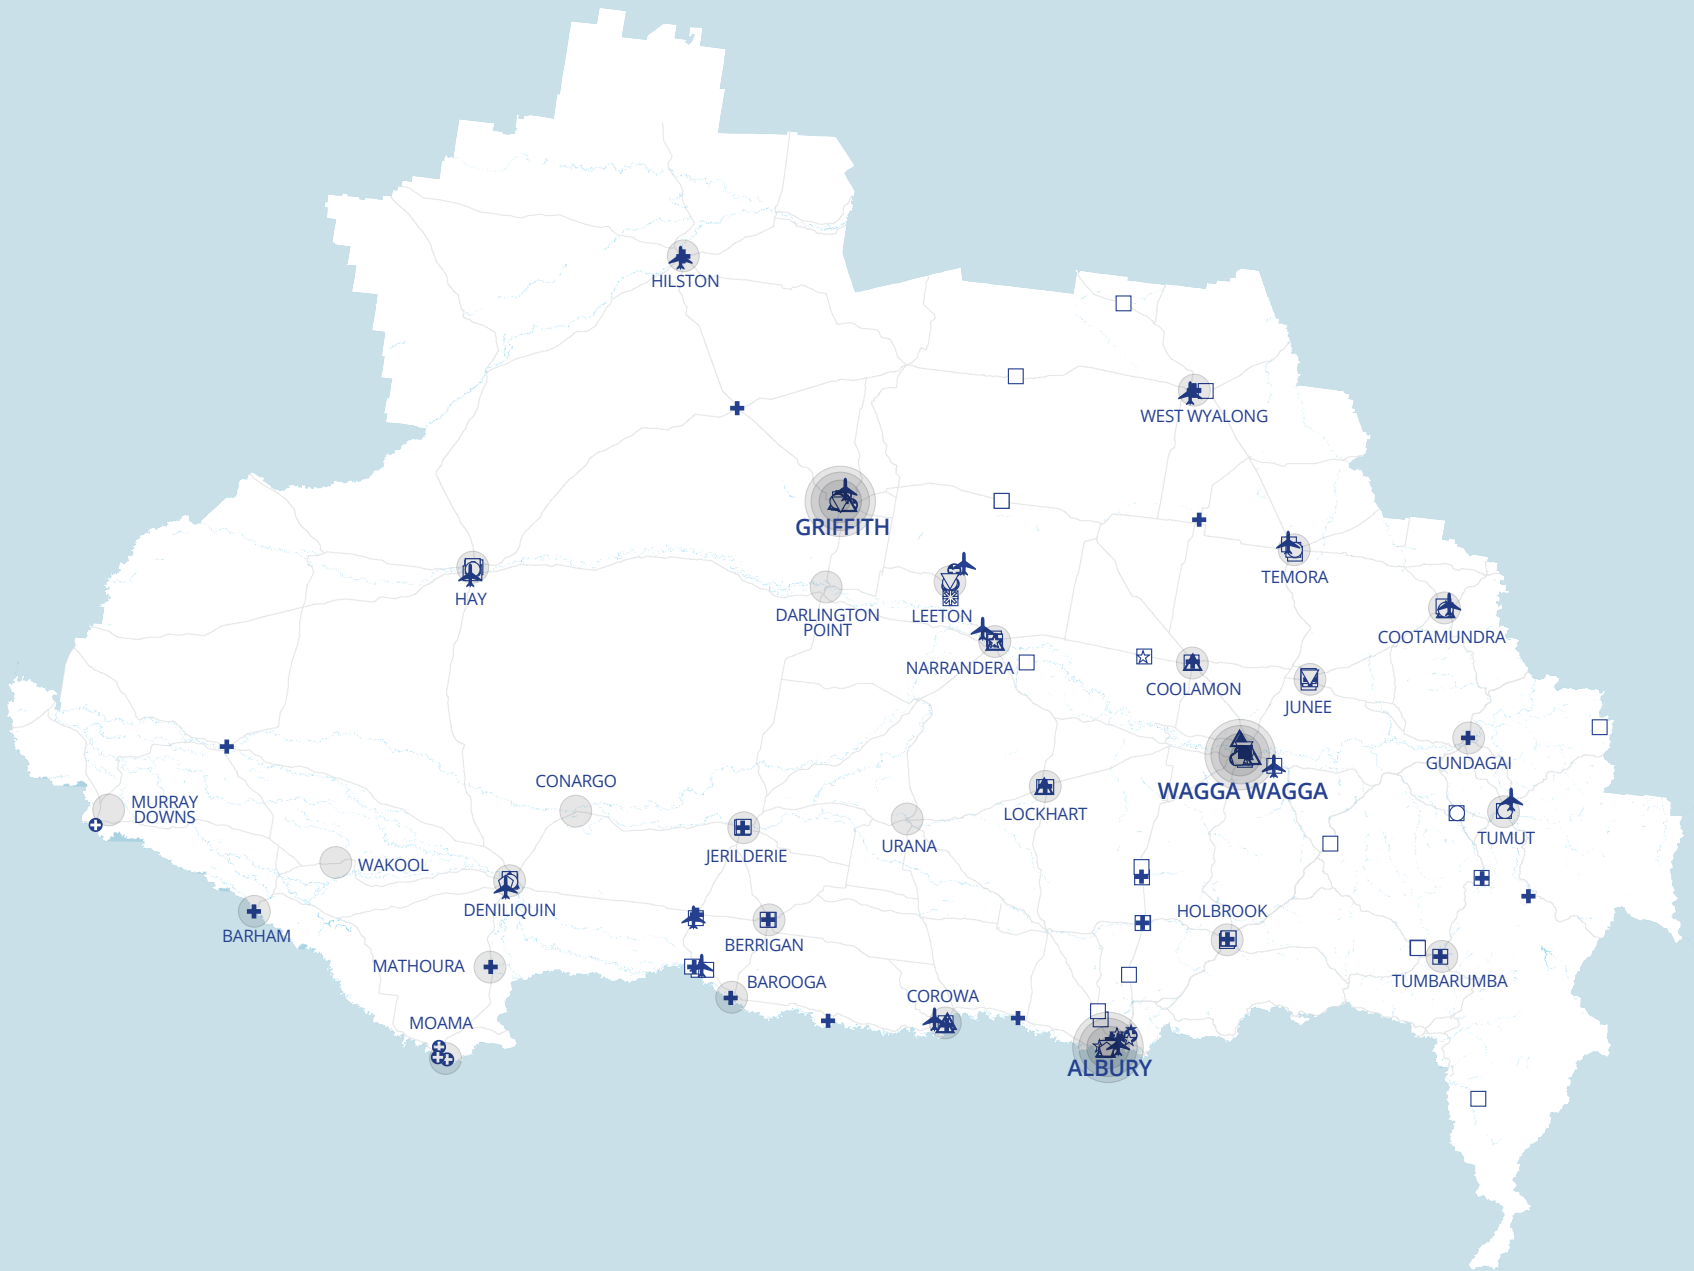 HILSTON
WEST WYALONG
GRIFFITH
TEMORA
HAY
DARLINGTON
POINT
LEETON
COOTAMUNDRA
NARRANDERA
COOLAMON
JUNEE
GUNDAGAI
CONARGO
WAGGA WAGGA
MURRAY
DOWNS
LOCKHART
TUMUT
URANA
JERILDERIE
WAKOOL
DENILIQUIN
HOLBROOK
BARHAM
BERRIGAN
MATHOURA
BAROOGA
TUMBARUMBA
COROWA
MOAMA
ALBURY